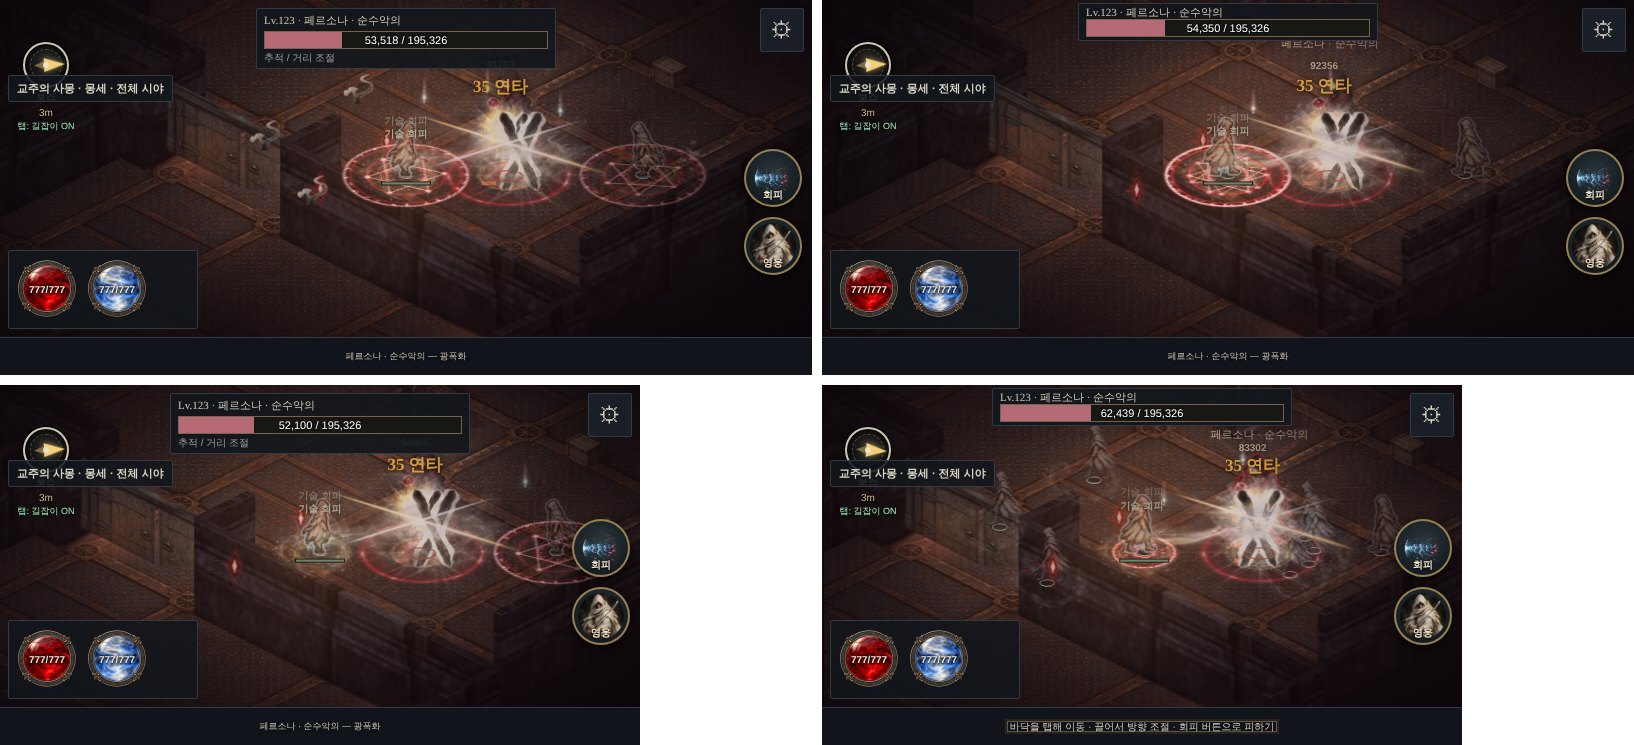 Lv.123 · 페르소나 · 순수악의
53,518 / 195,326
추적 / 거리 조절
교주의 사몽 · 몽세 · 전체 시야
3m
탭: 길잡이 ON
35 연타
기술 회피
기술 회피
회피
영웅
777/777
777/777
페르소나 · 순수악의 — 광폭화
Lv.123 · 페르소나 · 순수악의
54,350 / 195,326
페르소나 · 순수악의
92356
35 연타
교주의 사몽 · 몽세 · 전체 시야
3m
탭: 길잡이 ON
기술 회피
기술 회피
회피
영웅
777/777
777/777
페르소나 · 순수악의 — 광폭화
Lv.123 · 페르소나 · 순수악의
52,100 / 195,326
추적 / 거리 조절
94605
35 연타
교주의 사몽 · 몽세 · 전체 시야
3m
탭: 길잡이 ON
기술 회피
기술 회피
회피
영웅
777/777
777/777
페르소나 · 순수악의 — 광폭화
Lv.123 · 페르소나 · 순수악의
62,439 / 195,326
페르소나 · 순수악의
83302
35 연타
교주의 사몽 · 몽세 · 전체 시야
3m
탭: 길잡이 ON
기술 회피
기술 회피
회피
영웅
777/777
777/777
바닥을 탭해 이동 · 끌어서 방향 조절 · 회피 버튼으로 피하기